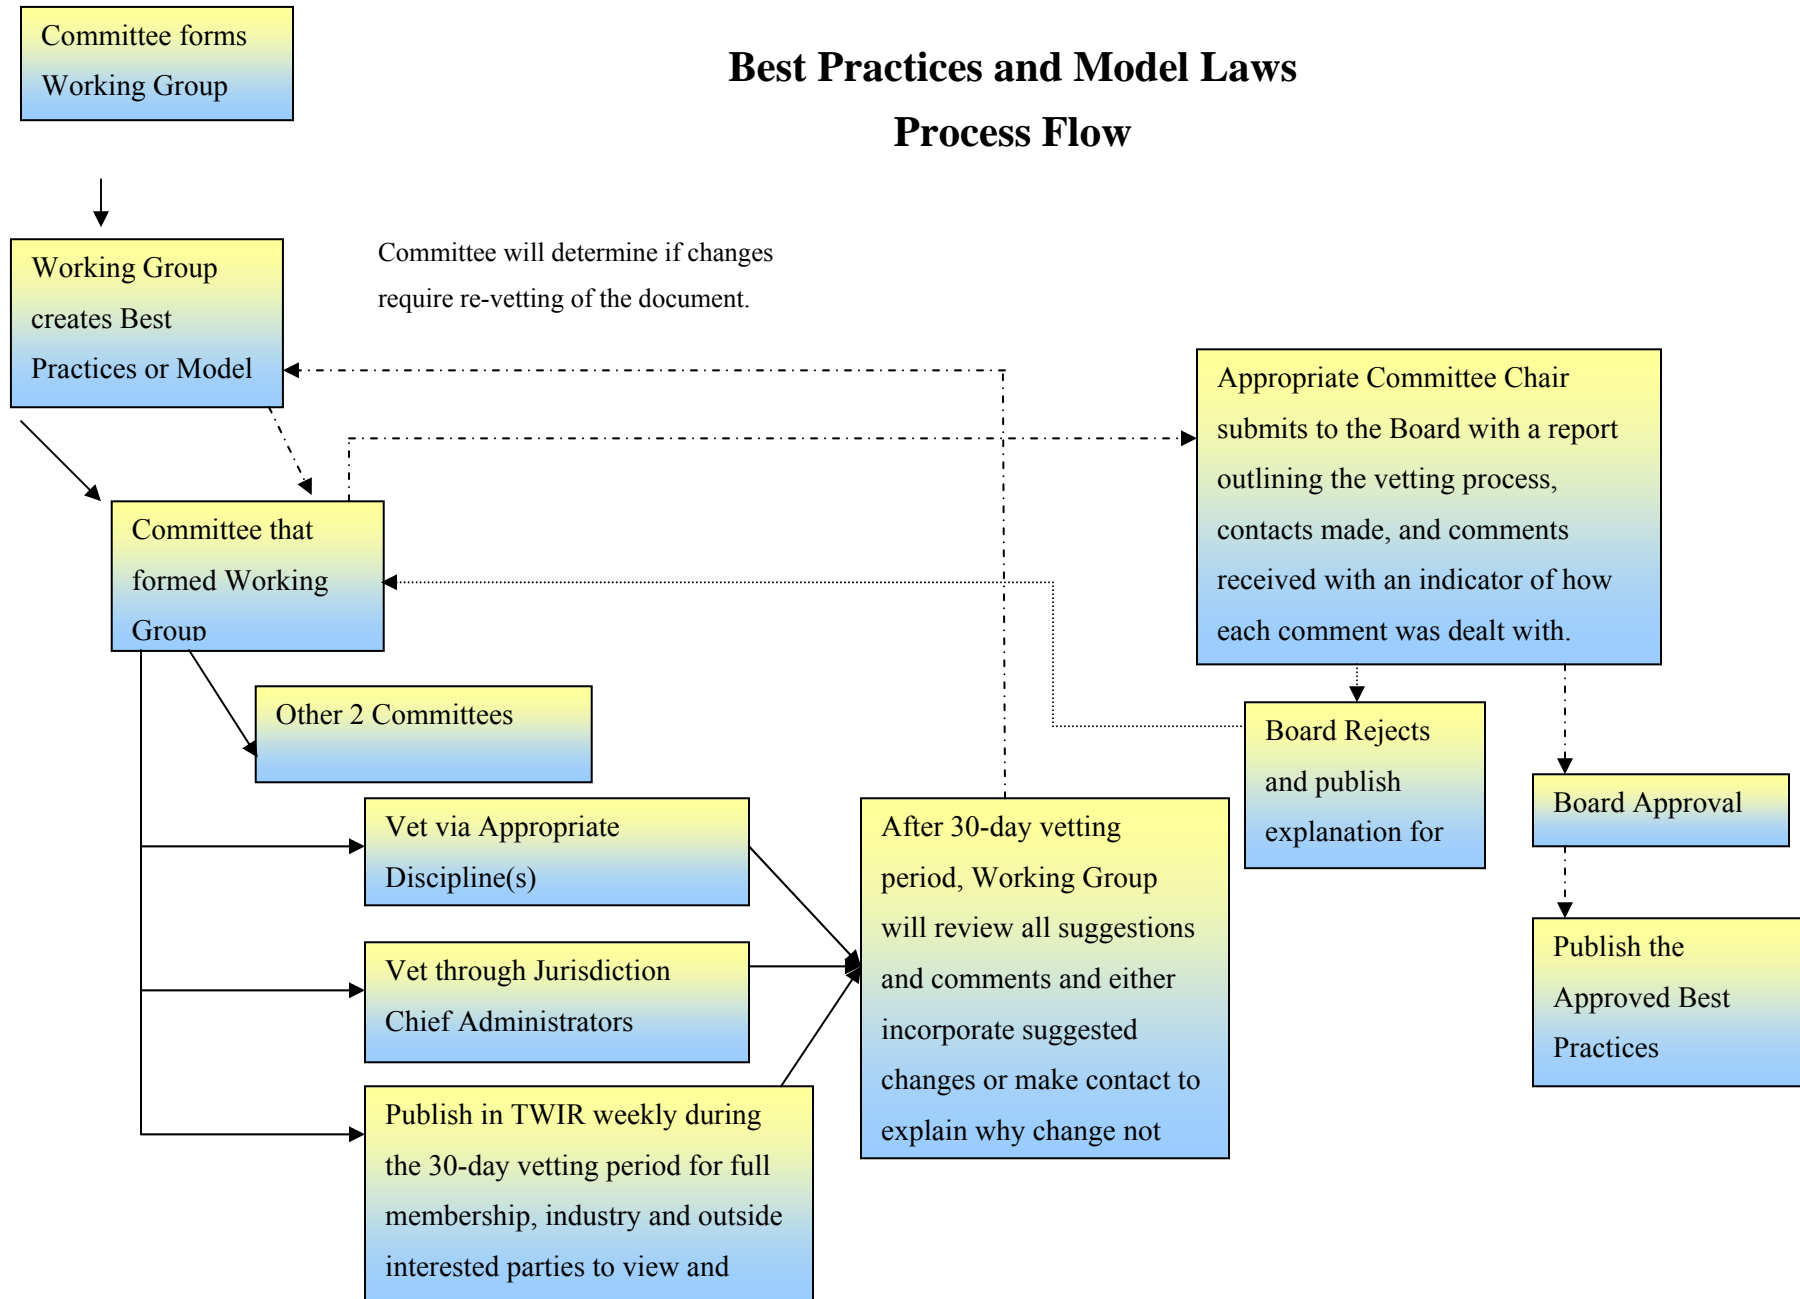 Committee forms
Working Group
Best Practices and Model Laws
Process Flow
Working Group
creates Best
Practices or Model
Committee will determine if changes
require re-vetting of the document.
Appropriate Committee Chair
submits to the Board with a report
outlining the vetting process,
contacts made, and comments
received with an indicator of how
each comment was dealt with.
Committee that
formed Working
Group
Other 2 Committees
Board Rejects
and publish
explanation for
Board Approval
Vet via Appropriate
Discipline(s)
After 30-day vetting
period, Working Group
will review all suggestions
and comments and either
incorporate suggested
changes or make contact to
explain why change not
Vet through Jurisdiction
Chief Administrators
Publish the
Approved Best
Practices
Publish in TWIR weekly during
the 30-day vetting period for full
membership, industry and outside
interested parties to view and